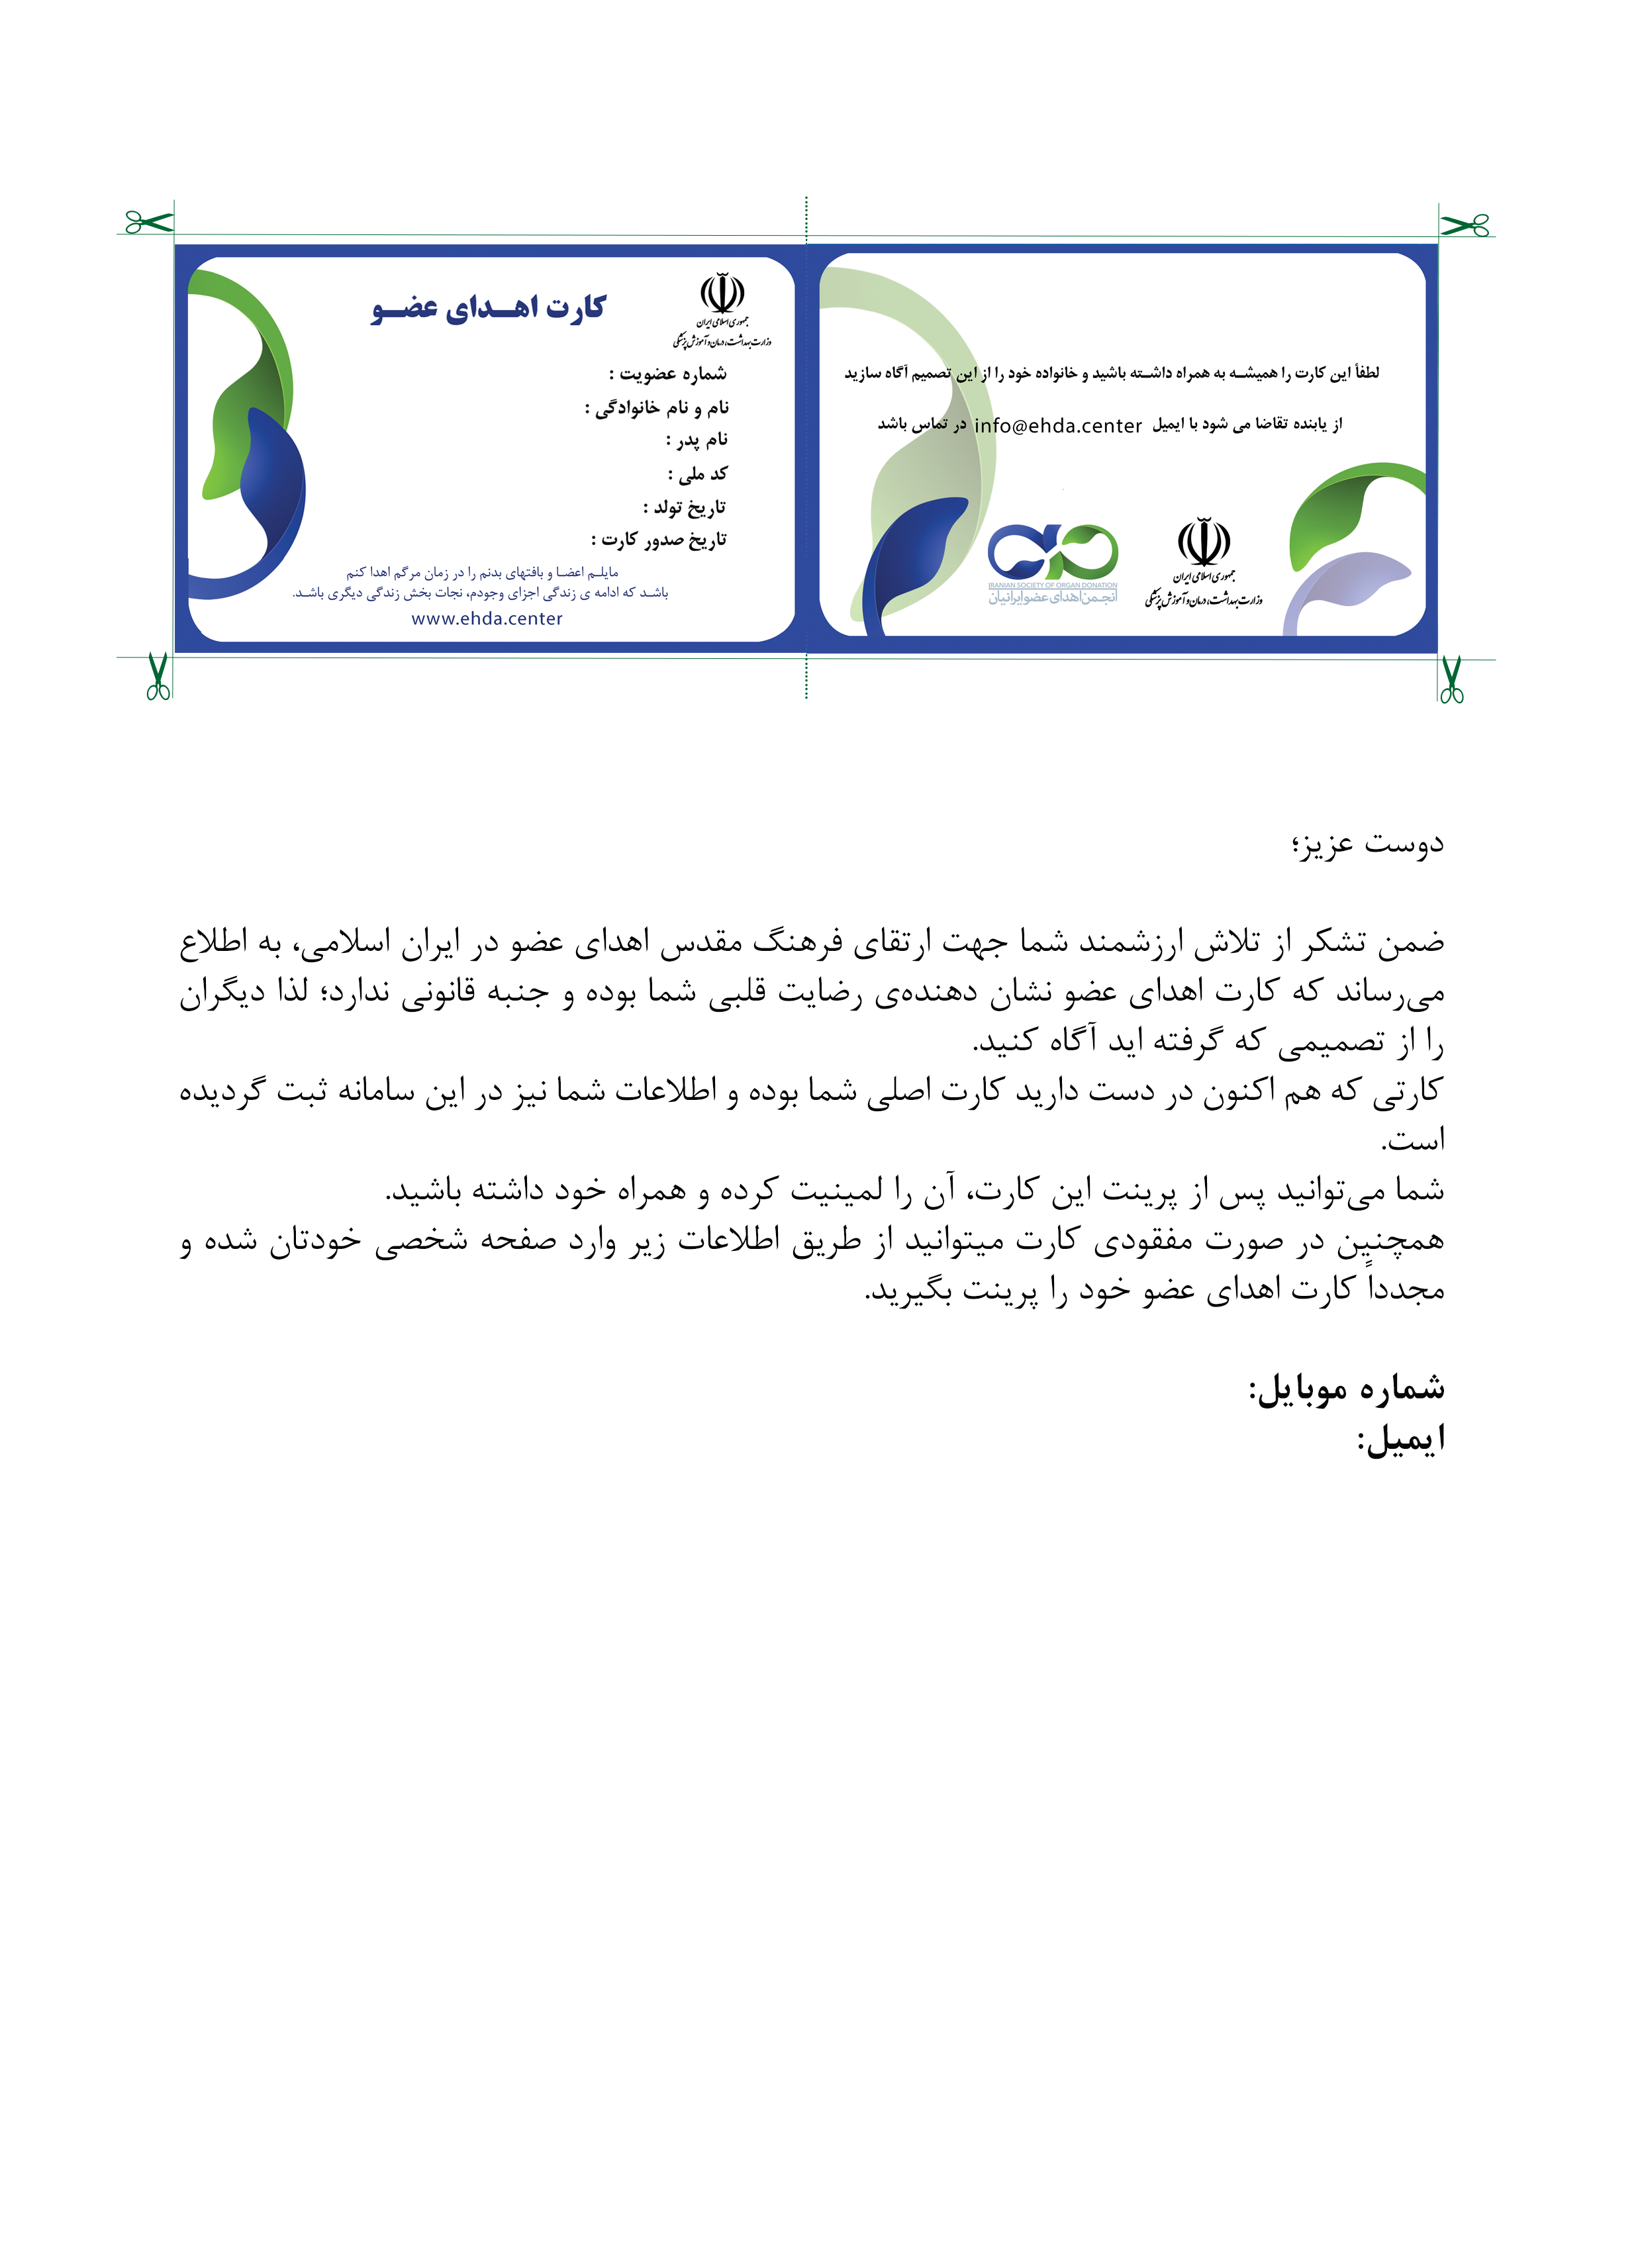 کارت اهـدای عضـو
جمهوری اسلامی ایران
وزارت بهداشت، درمان و آموزش پزشکی
شماره عضویت :
نام و نام خانوادگی :
نام پدر :
کد ملی :
تاریخ تولد :
تاریخ صدور کارت :
مایلـم اعضـا و بافتهای بدنم را در زمان مرگم اهدا کنم
باشـد که ادامه ی زندگی اجزای وجودم، نجات بخش زندگی دیگری باشـد.
www.ehda.center
لطفاً این کارت را همیشـه به همراه داشـته باشید و خانواده خود را از این تصمیم آگاه سازید
از یابنده تقاضا می شود با ایمیل info@ehda.center در تماس باشد
IRANIAN SOCIETY OF ORGAN DONATION
انجمن اهدای عضو ایرانیان
جمهوری اسلامی ایران
وزارت بهداشت، درمان و آموزش پزشکی
دوست عزیز؛
ضمن تشکر از تلاش ارزشمند شما جهت ارتقای فرهنگ مقدس اهدای عضو در ایران اسلامی، به اطلاع
می‌رساند که کارت اهدای عضو نشان دهنده‌ی رضایت قلبی شما بوده و جنبه قانونی ندارد؛ لذا دیگران
را از تصمیمی که گرفته اید آگاه کنید.
کارتی که هم اکنون در دست دارید کارت اصلی شما بوده و اطلاعات شما نیز در این سامانه ثبت گردیده
است.
شما می‌توانید پس از پرینت این کارت، آن را لمینیت کرده و همراه خود داشته باشید.
همچنین در صورت مفقودی کارت میتوانید از طریق اطلاعات زیر وارد صفحه شخصی خودتان شده و
مجدداً کارت اهدای عضو خود را پرینت بگیرید.
شماره موبایل:
ایمیل: